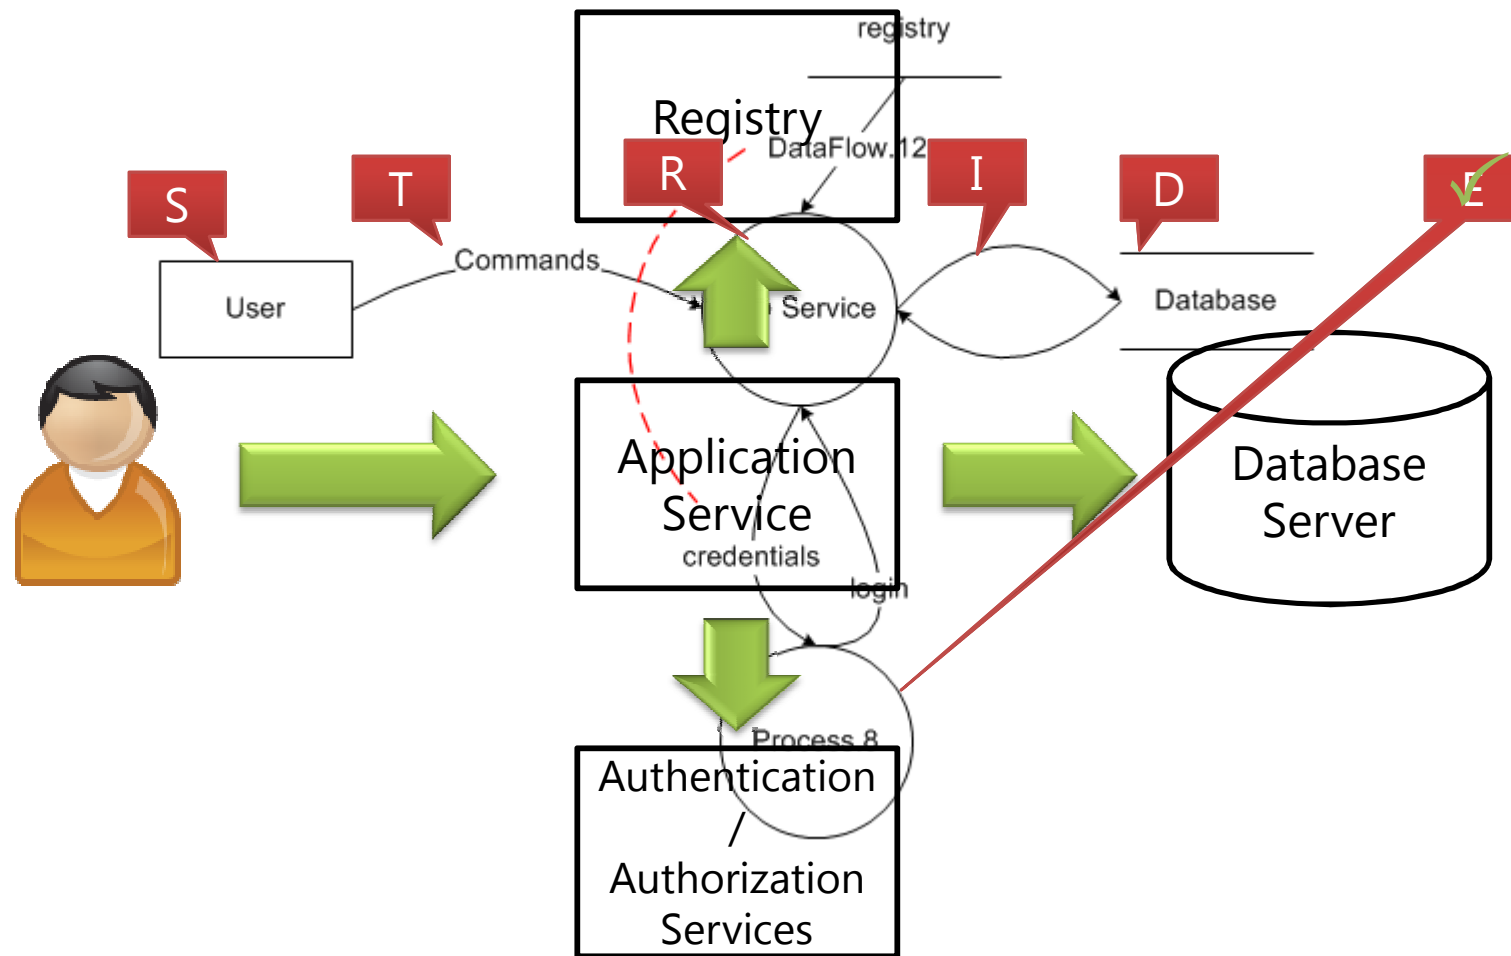 registry
Registry
DataFlow.12
S
T
R
I
D
E
Commands
User
Service
Database
Application
Service
Database
Server
credentials
login
Process.8
Authentication
/
Authorization
Services